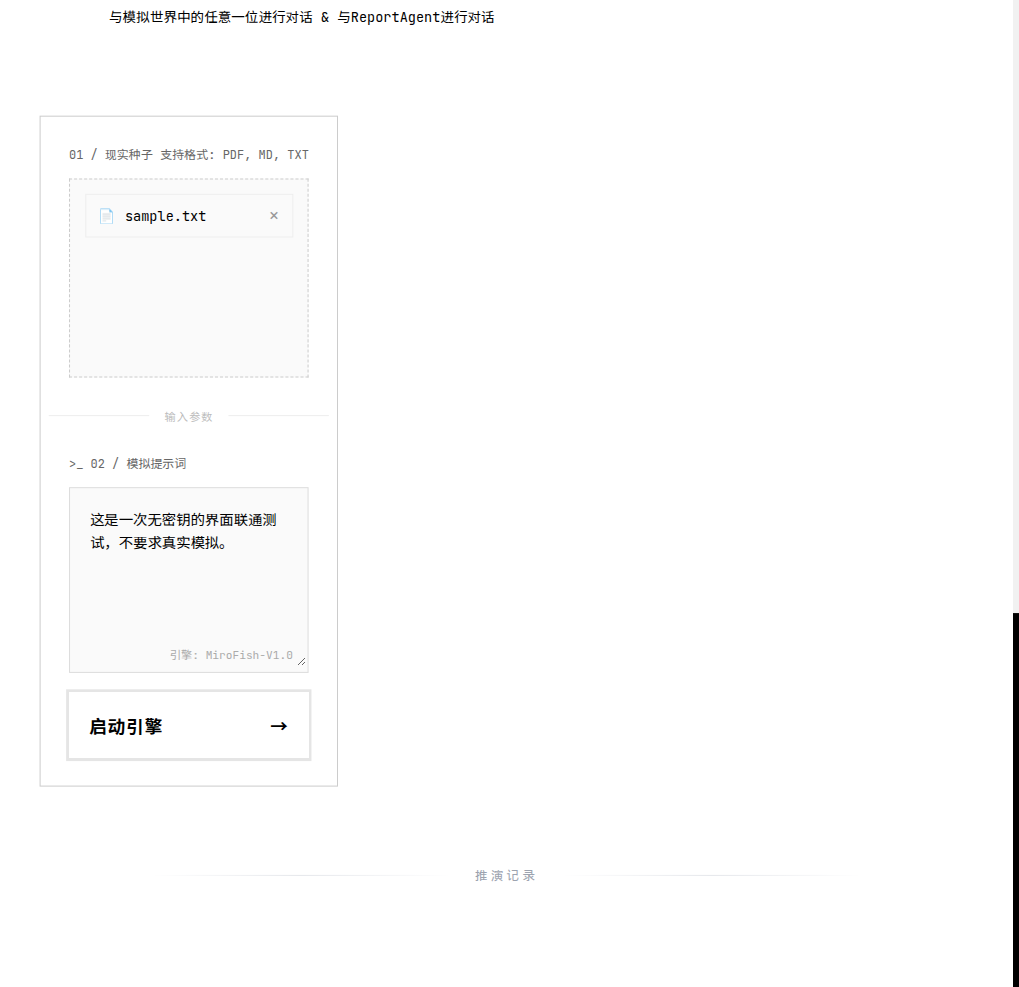 与模拟世界中的任意一位进行对话 & 与ReportAgent进行对话
01 / 现实种子 支持格式: PDF, MD, TXT
sample.txt ×
输入参数
>_ 02 / 模拟提示词
这是一次无密钥的界面联通测
试，不要求真实模拟。
引擎: MiroFish-V1.0
启动引擎 →
推演记录